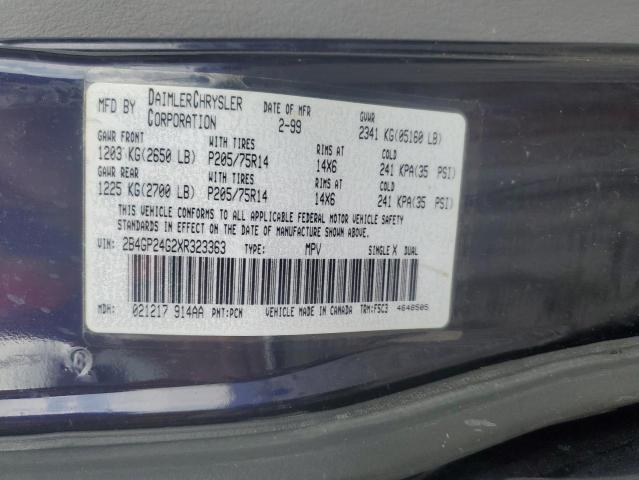 MFD BY DAIMLERCHRYSLER CORPORATION DATE OF MFR 2-99 GVWR 2341 KG(05160 LB)
GAWR FRONT WITH TIRES RIMS AT COLD
1203 KG(2650 LB) P205/75R14 14X6 241 KPA(35 PSI)
GAWR REAR WITH TIRES RIMS AT COLD
1225 KG(2700 LB) P205/75R14 14X6 241 KPA(35 PSI)
THIS VEHICLE CONFORMS TO ALL APPLICABLE FEDERAL MOTOR VEHICLE SAFETY
STANDARDS IN EFFECT ON THE DATE OF MANUFACTURE SHOWN ABOVE.
VIN: 2B4GP24G2XR323363 TYPE: MPV SINGLE X DUAL
MDH: 021217 914AA PNT:PCN VEHICLE MADE IN CANADA TRM:F5C3 4648505